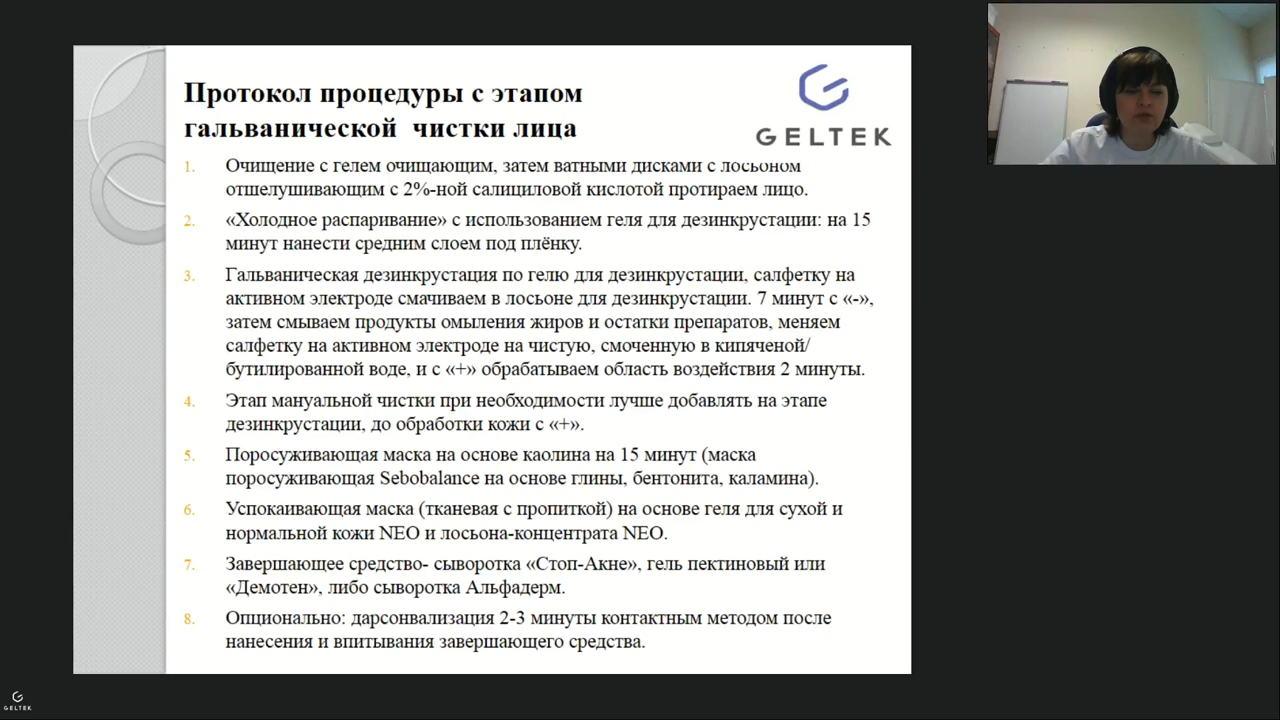 Протокол процедуры с этапом
гальванической чистки лица
GELTEK
1. Очищение с гелем очищающим, затем ватными дисками с лосьоном
отшелушивающим с 2%-ной салициловой кислотой протираем лицо.
2. «Холодное распаривание» с использованием геля для дезинкрустации: на 15
минут нанести средним слоем под плёнку.
3. Гальваническая дезинкрустация по гелю для дезинкрустации, салфетку на
активном электроде смачиваем в лосьоне для дезинкрустации. 7 минут с «-»,
затем смываем продукты омыления жиров и остатки препаратов, меняем
салфетку на активном электроде на чистую, смоченную в кипяченой/
бутилированной воде, и с «+» обрабатываем область воздействия 2 минуты.
4. Этап мануальной чистки при необходимости лучше добавлять на этапе
дезинкрустации, до обработки кожи с «+».
5. Поросуживающая маска на основе каолина на 15 минут (маска
поросуживающая Sebobalance на основе глины, бентонита, каламина).
6. Успокаивающая маска (тканевая с пропиткой) на основе геля для сухой и
нормальной кожи NEO и лосьона-концентрата NEO.
7. Завершающее средство- сыворотка «Стоп-Акне», гель пектиновый или
«Демотен», либо сыворотка Альфадерм.
8. Опционально: дарсонвализация 2-3 минуты контактным методом после
нанесения и впитывания завершающего средства.
GELTEK